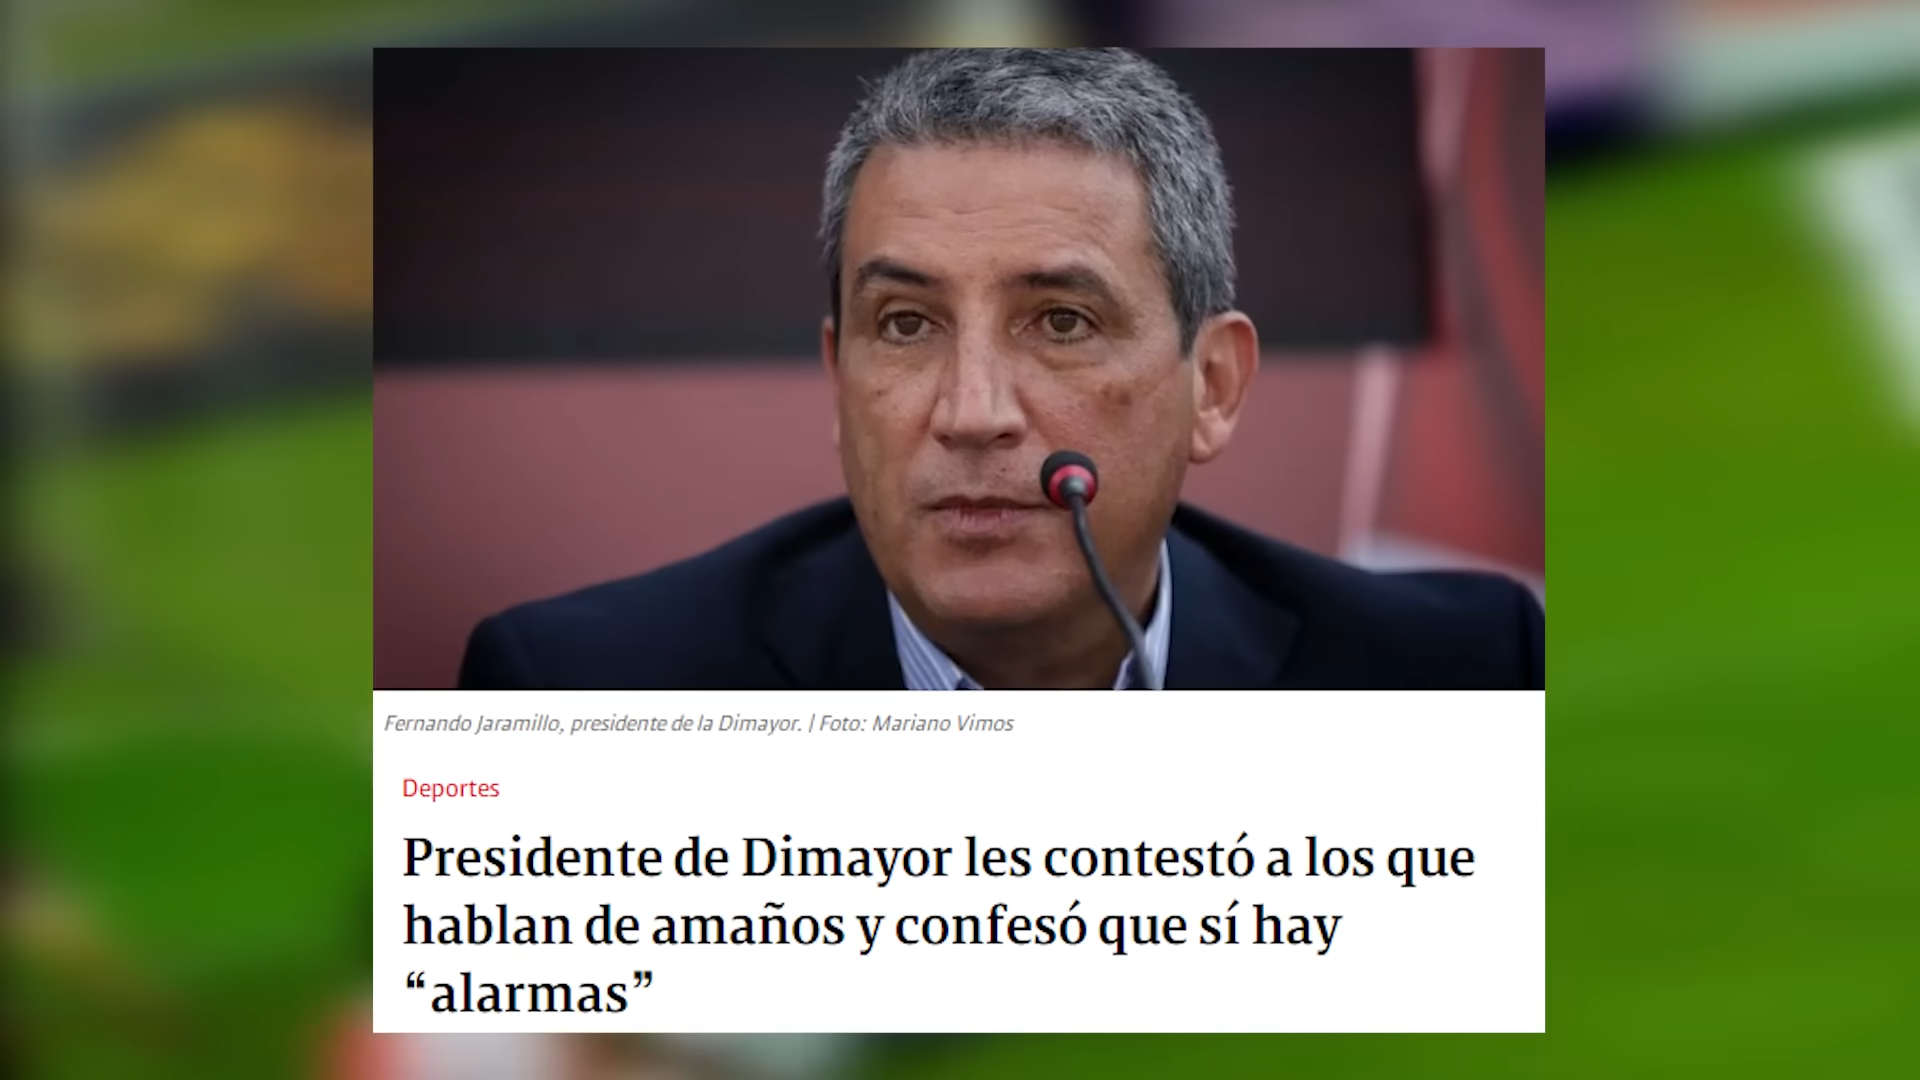 Fernando Jaramillo, presidente de la Dimayor. | Foto: Mariano Vimos
Deportes
Presidente de Dimayor les contestó a los que
hablan de amaños y confesó que sí hay
“alarmas”